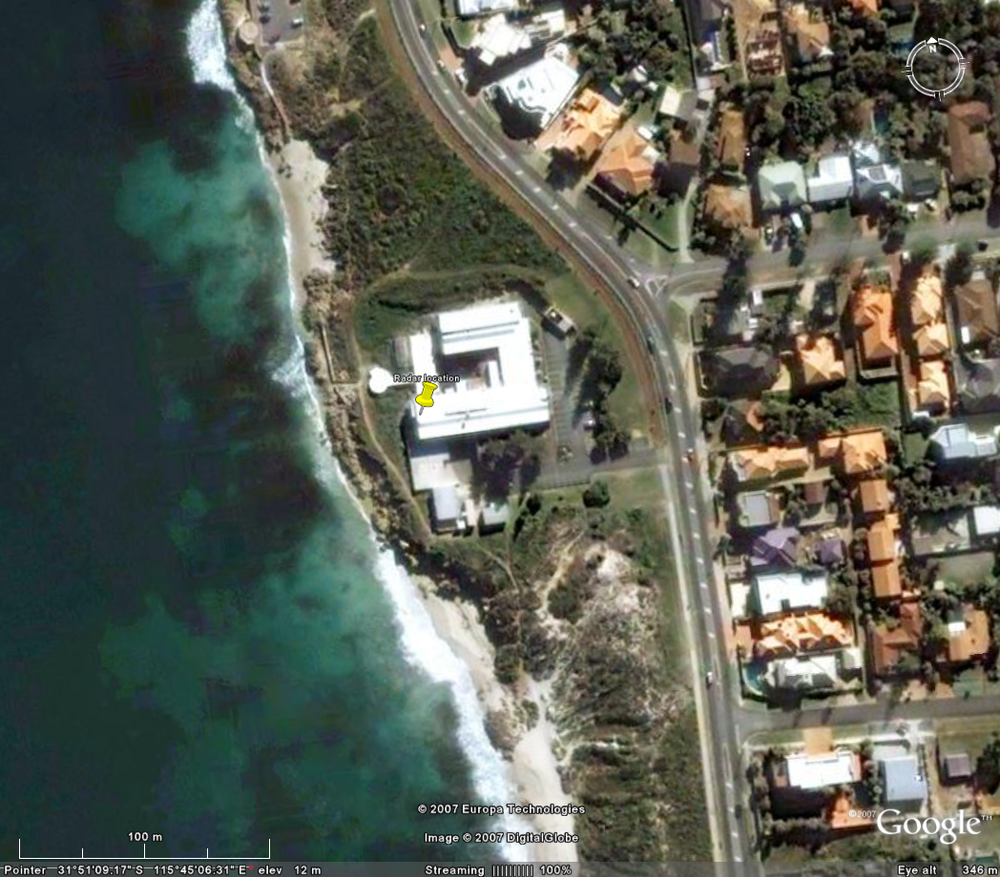 N
Radar location
© 2007 Europa Technologies
Image © 2007 DigitalGlobe
©2007 Google™
100 m
Pointer 31°51'09.17" S 115°45'06.31" E elev 12 m Streaming |||||||||| 100% Eye alt 346 m